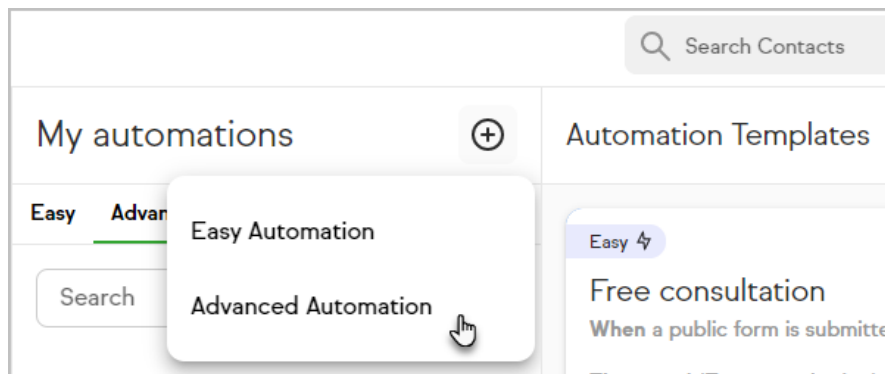 Search Contacts
My automations
Automation Templates
Easy
Easy Automation
Search
Advanced Automation
Easy
Free consultation
When a public form is